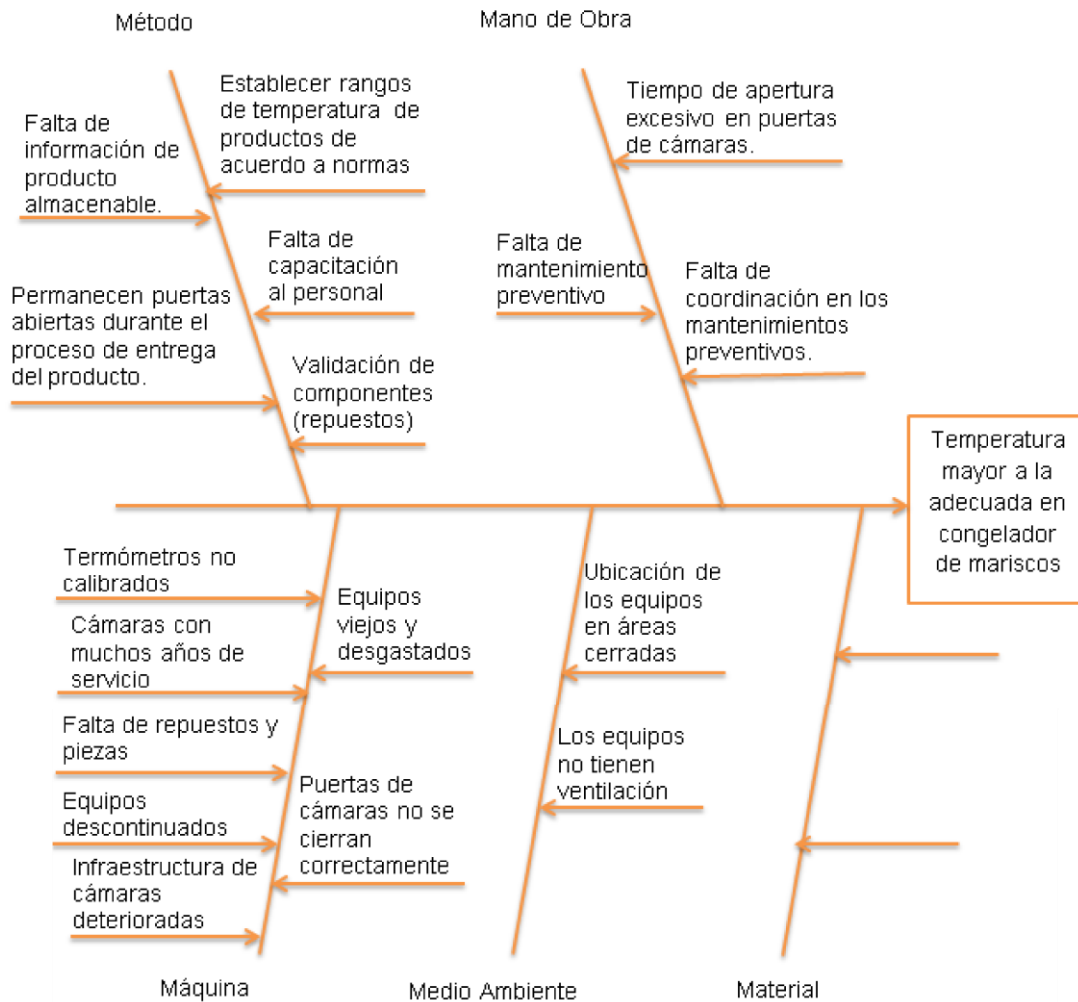 Método
Mano de Obra
Establecer rangos
de temperatura de
productos de
acuerdo a normas
Falta de
información de
producto
almacenable.
Falta de
capacitación
al personal
Permanecen puertas
abiertas durante el
proceso de entrega
del producto.
Validación de
componentes
(repuestos)
Tiempo de apertura
excesivo en puertas
de cámaras.
Falta de
mantenimiento
preventivo
Falta de
coordinación en los
mantenimientos
preventivos.
Temperatura
mayor a la
adecuada en
congelador
de mariscos
Termómetros no
calibrados
Equipos
viejos y
desgastados
Cámaras con
muchos años de
servicio
Falta de repuestos y
piezas
Puertas de
cámaras no se
cierran
correctamente
Equipos
descontinuados
Infraestructura de
cámaras
deterioradas
Ubicación de
los equipos
en áreas
cerradas
Los equipos
no tienen
ventilación
Máquina
Medio Ambiente
Material